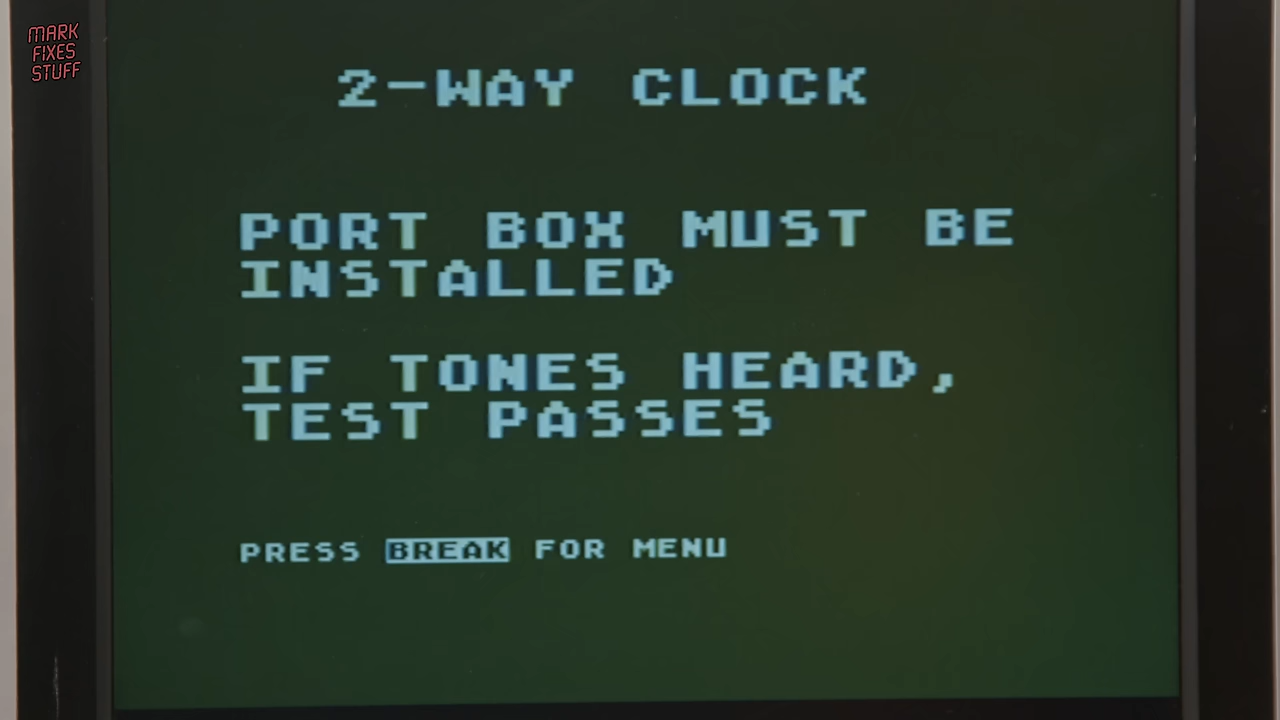 MARK
FIXES
STUFF
2-WAY CLOCK
PORT BOX MUST BE
INSTALLED
IF TONES HEARD,
TEST PASSES
PRESS BREAK FOR MENU